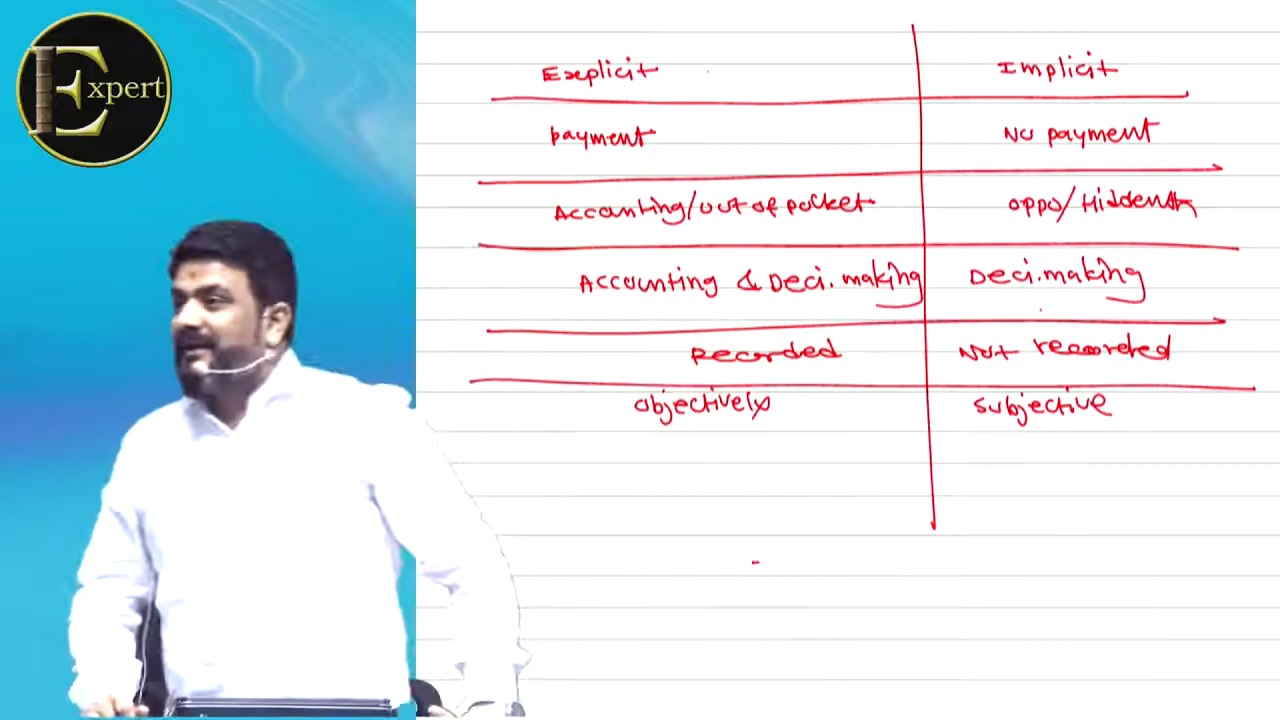 Expert
Explicit Implicit
payment No payment
Accounting/out of pocket oppo/Hidden
Accounting & Deci. making Deci. making
Recorded Not recorded
objectively subjective